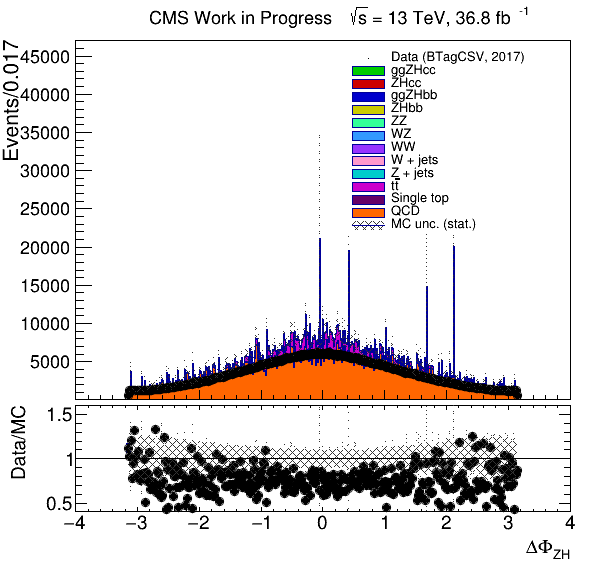 CMS Work in Progress √s = 13 TeV, 36.8 fb⁻¹
Events/0.017
45000
40000
35000
30000
25000
20000
15000
10000
5000
Data (BTagCSV, 2017)
ggZHcc
ZHcc
ggZHbb
ZHbb
ZZ
WZ
WW
W + jets
Z + jets
tt̅
Single top
QCD
MC unc. (stat.)
Data/MC
1.5
1
0.5
−4 −3 −2 −1 0 1 2 3 4
ΔΦ_ZH